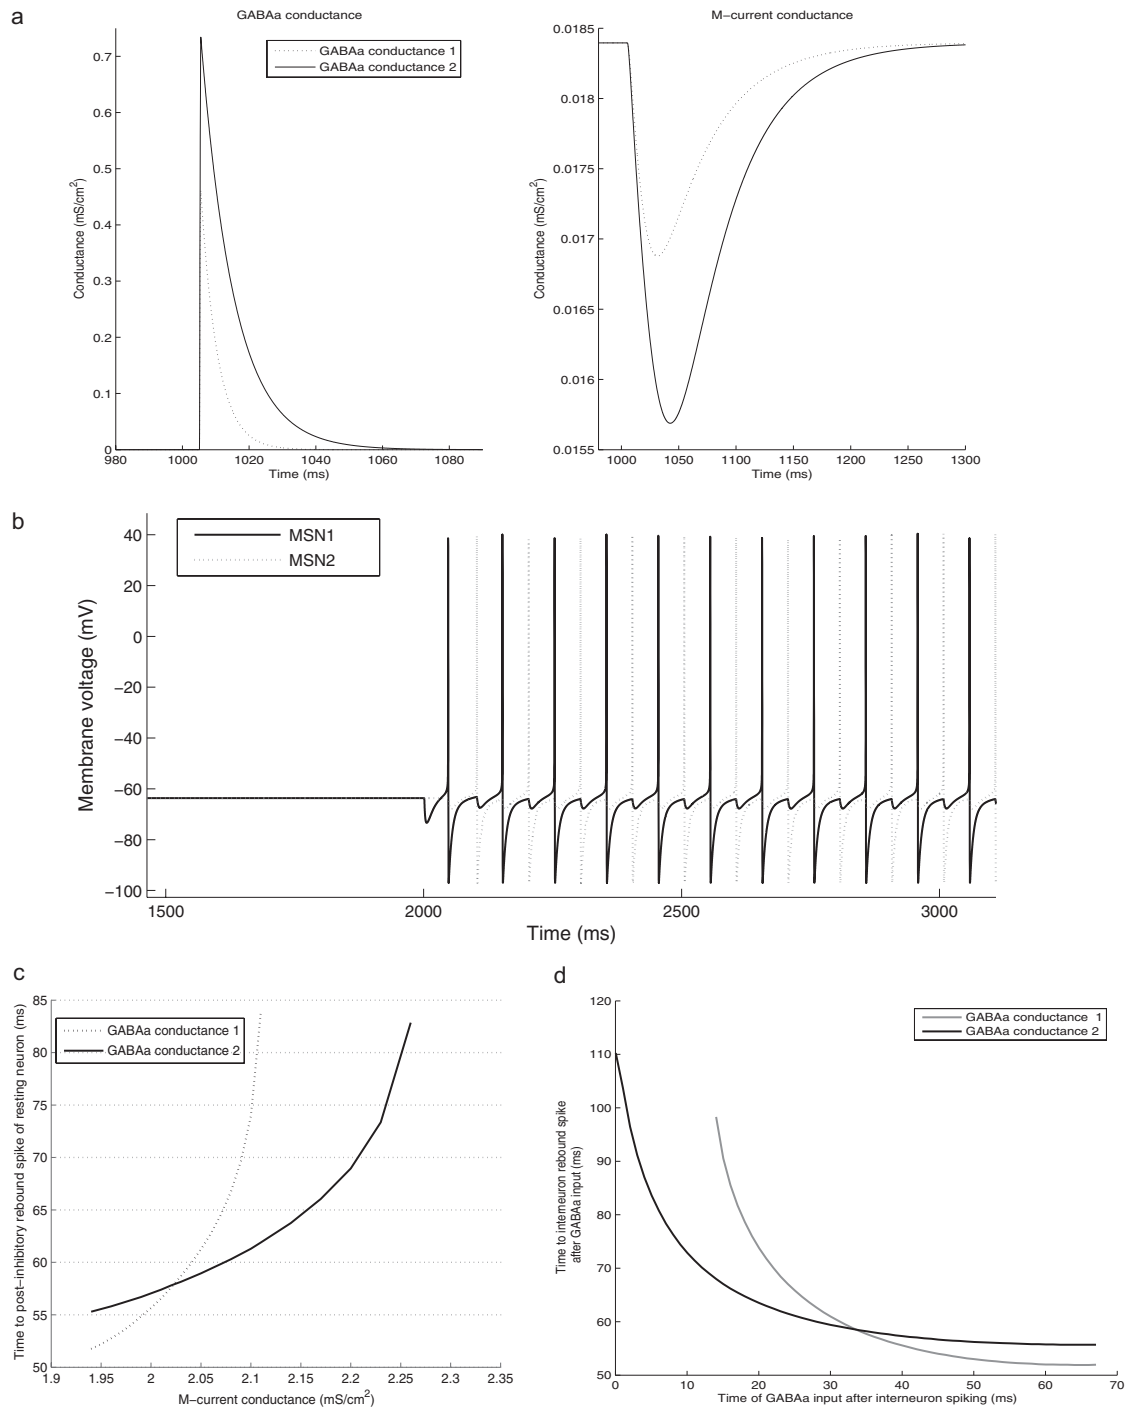 a
GABAa conductance
M−current conductance
GABAa conductance 1
GABAa conductance 2
0.7
0.6
0.5
0.4
0.3
0.2
0.1
0
Conductance (mS/cm2)
980 1000 1020 1040 1060 1080
Time (ms)
0.0185
0.018
0.0175
0.017
0.0165
0.016
0.0155
Conductance (mS/cm2)
1000 1050 1100 1150 1200 1250 1300
Time (ms)
b
MSN1
MSN2
40
20
0
−20
−40
−60
−80
−100
Membrane voltage (mV)
1500 2000 2500 3000
Time (ms)
c
GABAa conductance 1
GABAa conductance 2
85
80
75
70
65
60
55
50
Time to post−inhibitory rebound spike of resting neuron (ms)
1.9 1.95 2 2.05 2.1 2.15 2.2 2.25 2.3 2.35
M−current conductance (mS/cm2)
d
GABAa conductance 1
GABAa conductance 2
120
110
100
90
80
70
60
50
Time to interneuron rebound spike
after GABAa input (ms)
0 10 20 30 40 50 60 70
Time of GABAa input after interneuron spiking (ms)